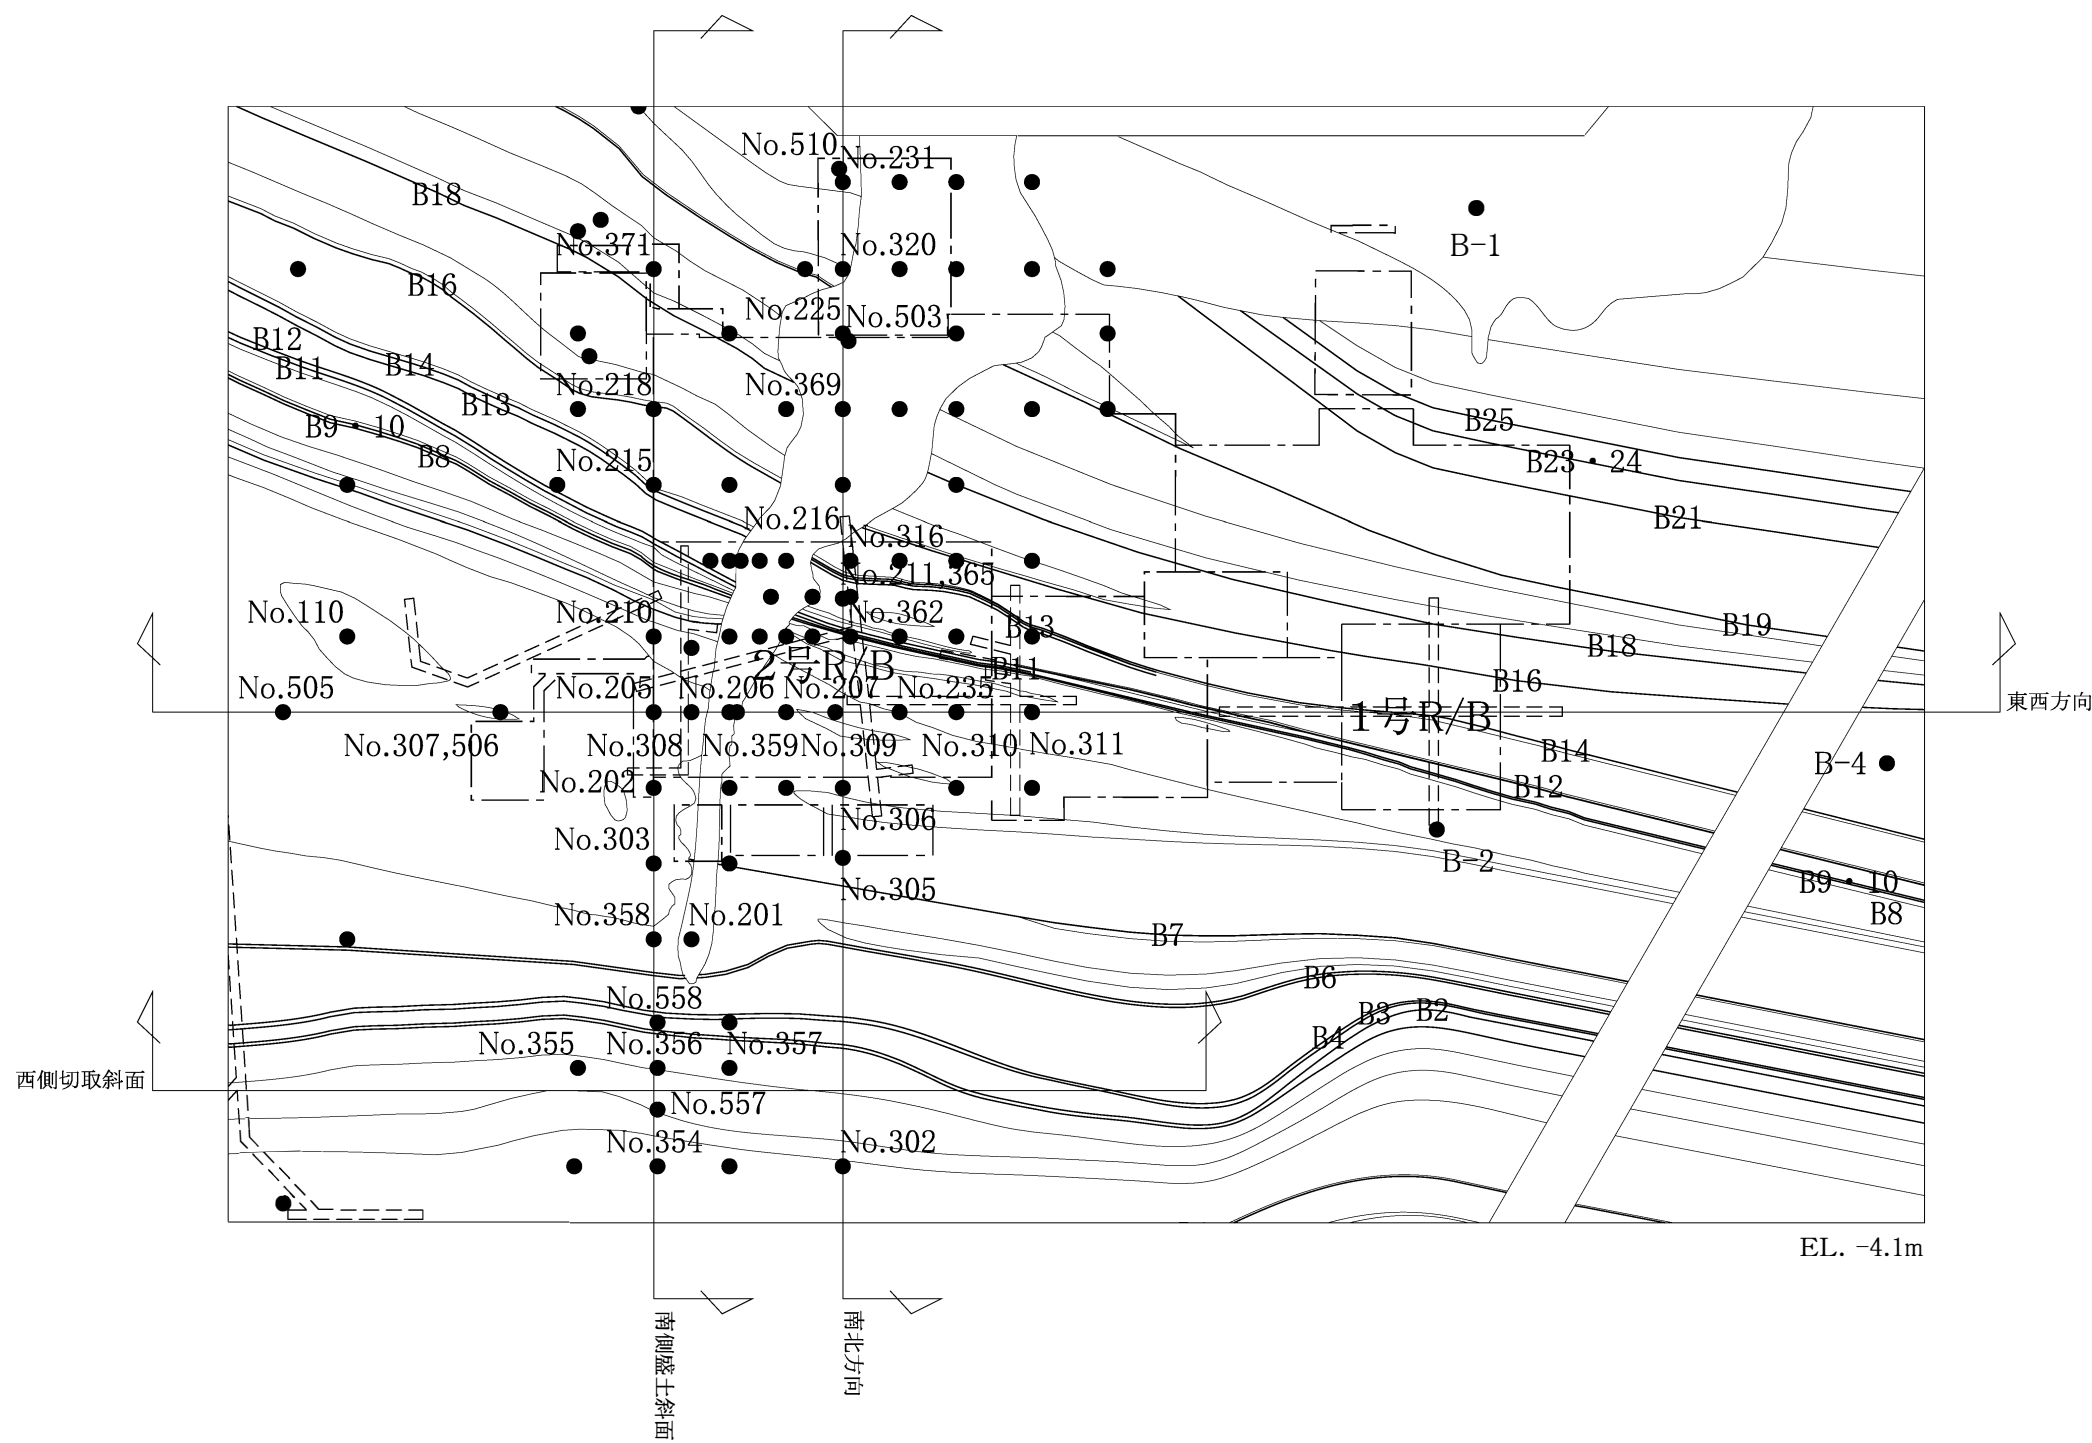 No.510
No.231
B18
B-1
No.371
No.320
B16
No.225
No.503
B12
B11
B14
No.218
No.369
B13
B25
B9・10
B8
No.215
B23・24
No.216
B21
No.316
No.211,365
No.110
No.210
No.362
B13
B19
B18
2号R/B
B11
No.505
No.205
No.206
No.207
No.235
B16
東西方向
1号R/B
No.307,506
No.308
No.359
No.309
No.310
No.311
B14
B-4
No.202
B12
No.306
No.303
B-2
No.305
B9・10
B8
No.358
No.201
B7
B6
No.558
B3
B2
B4
No.355
No.356
No.357
西側切取斜面
No.557
No.354
No.302
EL. -4.1m
南側盛土斜面
南北方向